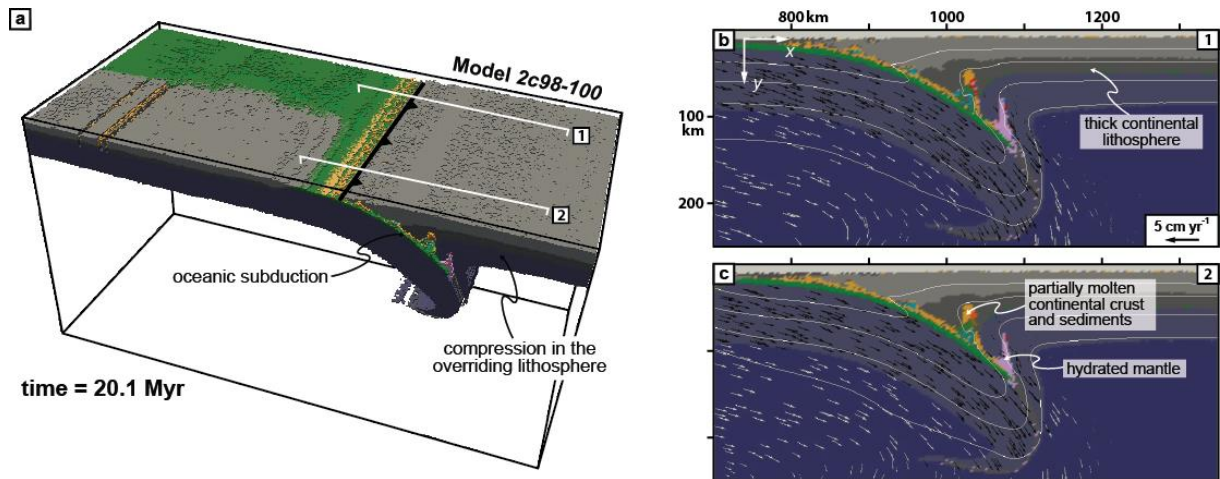 a
Model 2c98-100
1
2
oceanic subduction
compression in the
overriding lithosphere
time = 20.1 Myr
800 km
1000
1200
b
1
x
y
100
km
thick continental
lithosphere
200
5 cm yr-1
c
2
partially molten
continental crust
and sediments
hydrated mantle